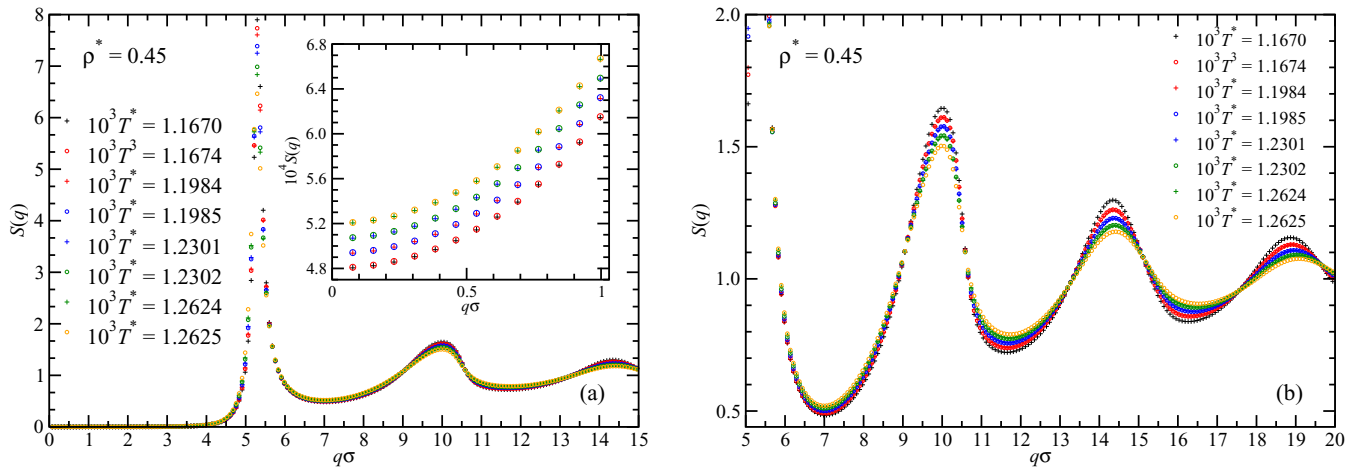 8
7
6
5
4
3
2
1
0
S(q)
ρ* = 0.45
10³T* = 1.1670
10³T³ = 1.1674
10³T* = 1.1984
10³T* = 1.1985
10³T* = 1.2301
10³T* = 1.2302
10³T* = 1.2624
10³T* = 1.2625
6.8
6.4
6.0
5.6
5.2
4.8
10⁴S(q)
0 0.5 1
qσ
(a)
0 1 2 3 4 5 6 7 8 9 10 11 12 13 14 15
qσ
2.0
1.5
1.0
0.5
S(q)
ρ* = 0.45
10³T* = 1.1670
10³T³ = 1.1674
10³T* = 1.1984
10³T* = 1.1985
10³T* = 1.2301
10³T* = 1.2302
10³T* = 1.2624
10³T* = 1.2625
(b)
5 6 7 8 9 10 11 12 13 14 15 16 17 18 19 20
qσ